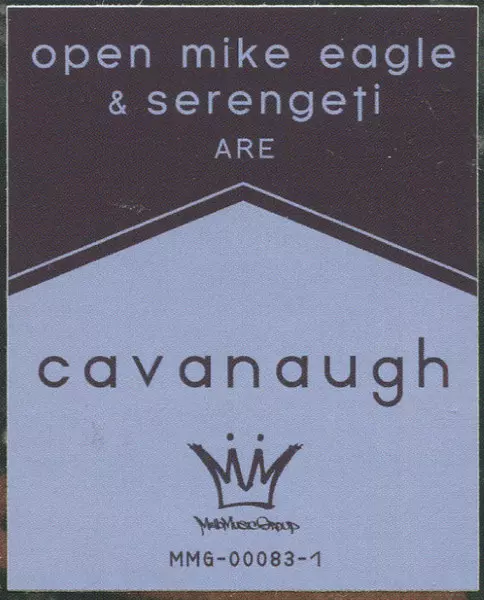 open mike eagle
& serengeti
ARE
cavanaugh
MelloMusicGroup
MMG-00083-1